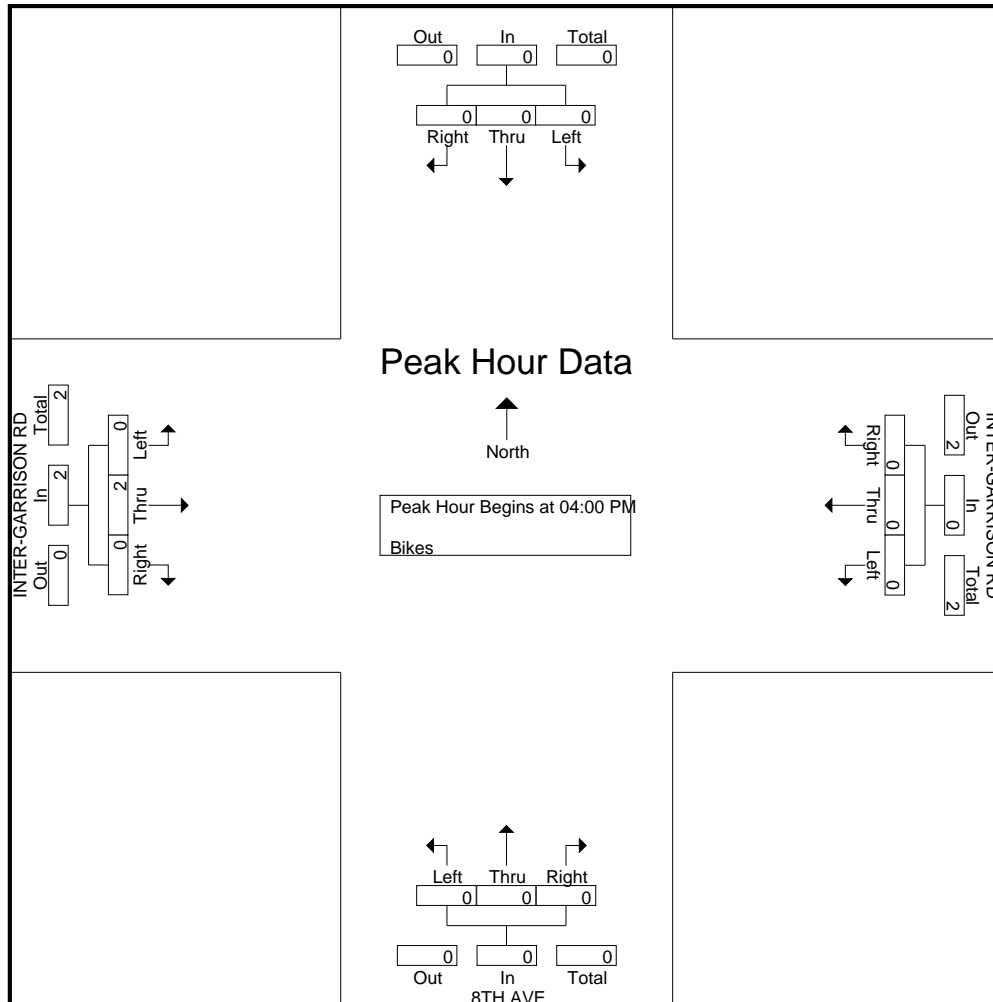 Out In Total
0 0 0
0 0 0
Right Thru Left
Peak Hour Data
North
Peak Hour Begins at 04:00 PM
Bikes
INTER-GARRISON RD
Out In Total
0 2 2
Right Thru Left
0 2 0
INTER-GARRISON RD
Out In Total
2 0 2
Right Thru Left
0 0 0
Left Thru Right
0 0 0
0 0 0
Out In Total
8TH AVE